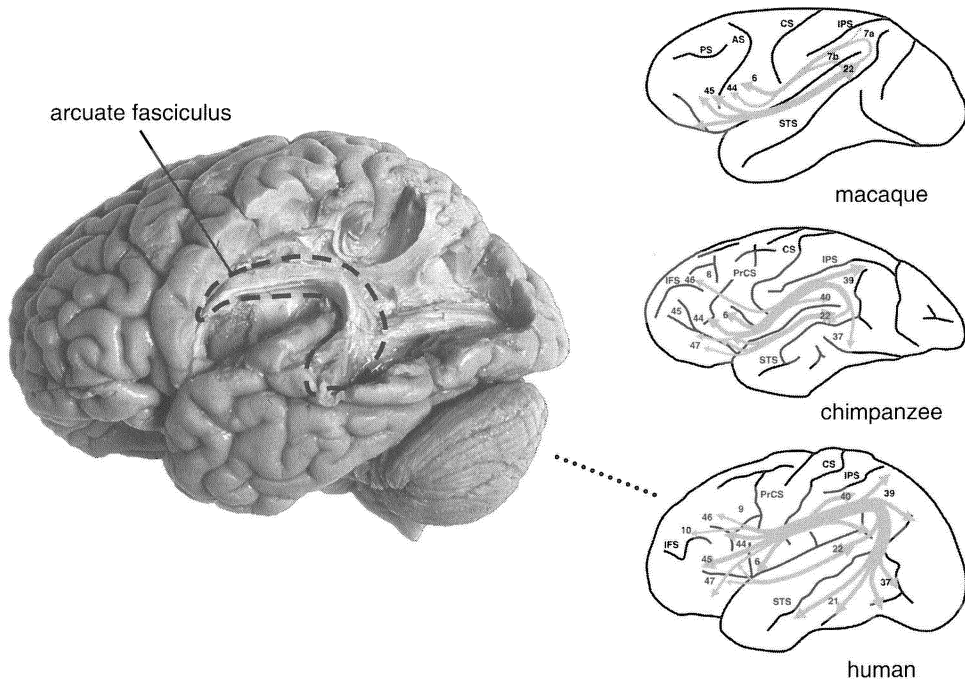 arcuate fasciculus
CS
IPS
7a
AS
PS
7b
22
6
45
44
STS
macaque
CS
IPS
PrCS
6
46
IFS
39
40
45
44
6
22
47
37
STS
chimpanzee
CS
IPS
PrCS
40
39
9
46
10
IFS
44
45
6
22
47
37
STS
21
human